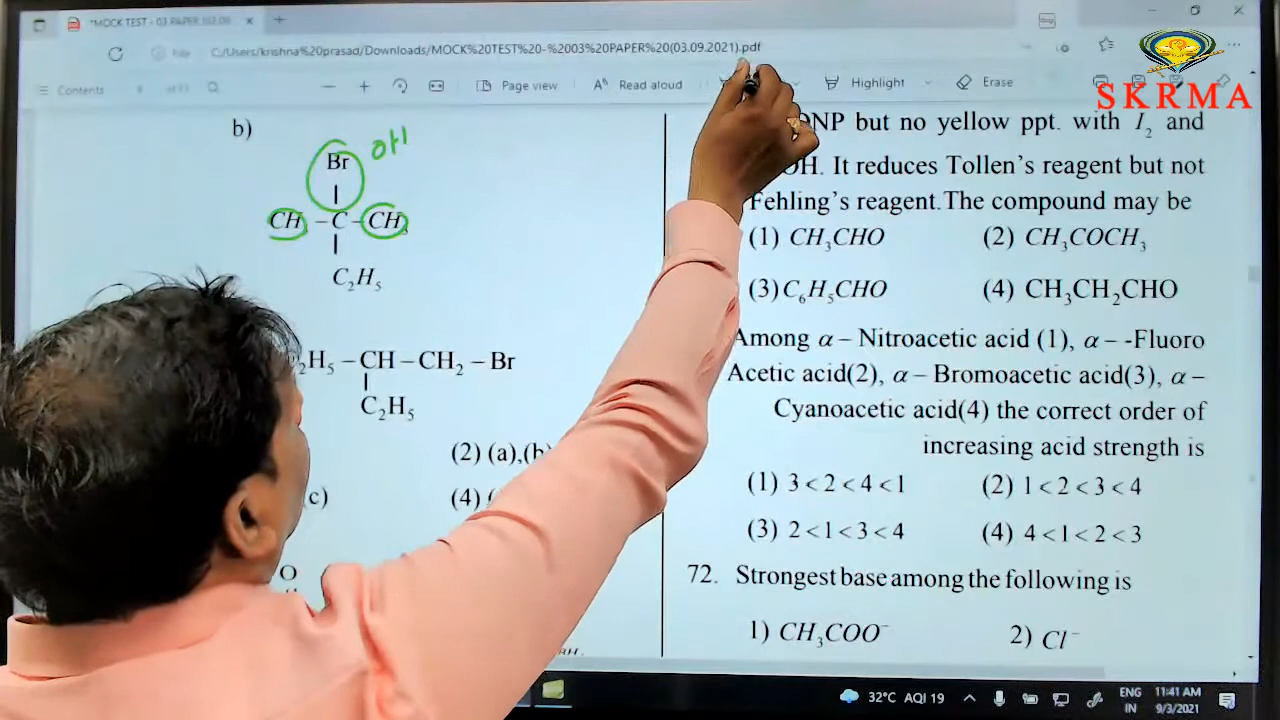 *MOCK TEST - 03 PAPER (03.09
C:/Users/krishna%20prasad/Downloads/MOCK%20TEST%20-%2003%20PAPER%20(03.09.2021).pdf
Contents
Page view
Read aloud
Highlight
Erase
SKRMA
b)
Br
OH
CH₃ – C – CH₃
C₂H₅
₂H₅ – CH – CH₂ – Br
C₂H₅
(2) (a),(b)
(c)
(4) (
O
DNP but no yellow ppt. with I₂ and
OH. It reduces Tollen's reagent but not
Fehling's reagent. The compound may be
(1) CH₃CHO (2) CH₃COCH₃
(3) C₆H₅CHO (4) CH₃CH₂CHO
Among α – Nitroacetic acid (1), α – -Fluoro
Acetic acid(2), α – Bromoacetic acid(3), α –
Cyanoacetic acid(4) the correct order of
increasing acid strength is
(1) 3 < 2 < 4 < 1 (2) 1 < 2 < 3 < 4
(3) 2 < 1 < 3 < 4 (4) 4 < 1 < 2 < 3
72. Strongest base among the following is
1) CH₃COO⁻ 2) Cl⁻
32°C AQI 19
ENG
IN
11:41 AM
9/3/2021